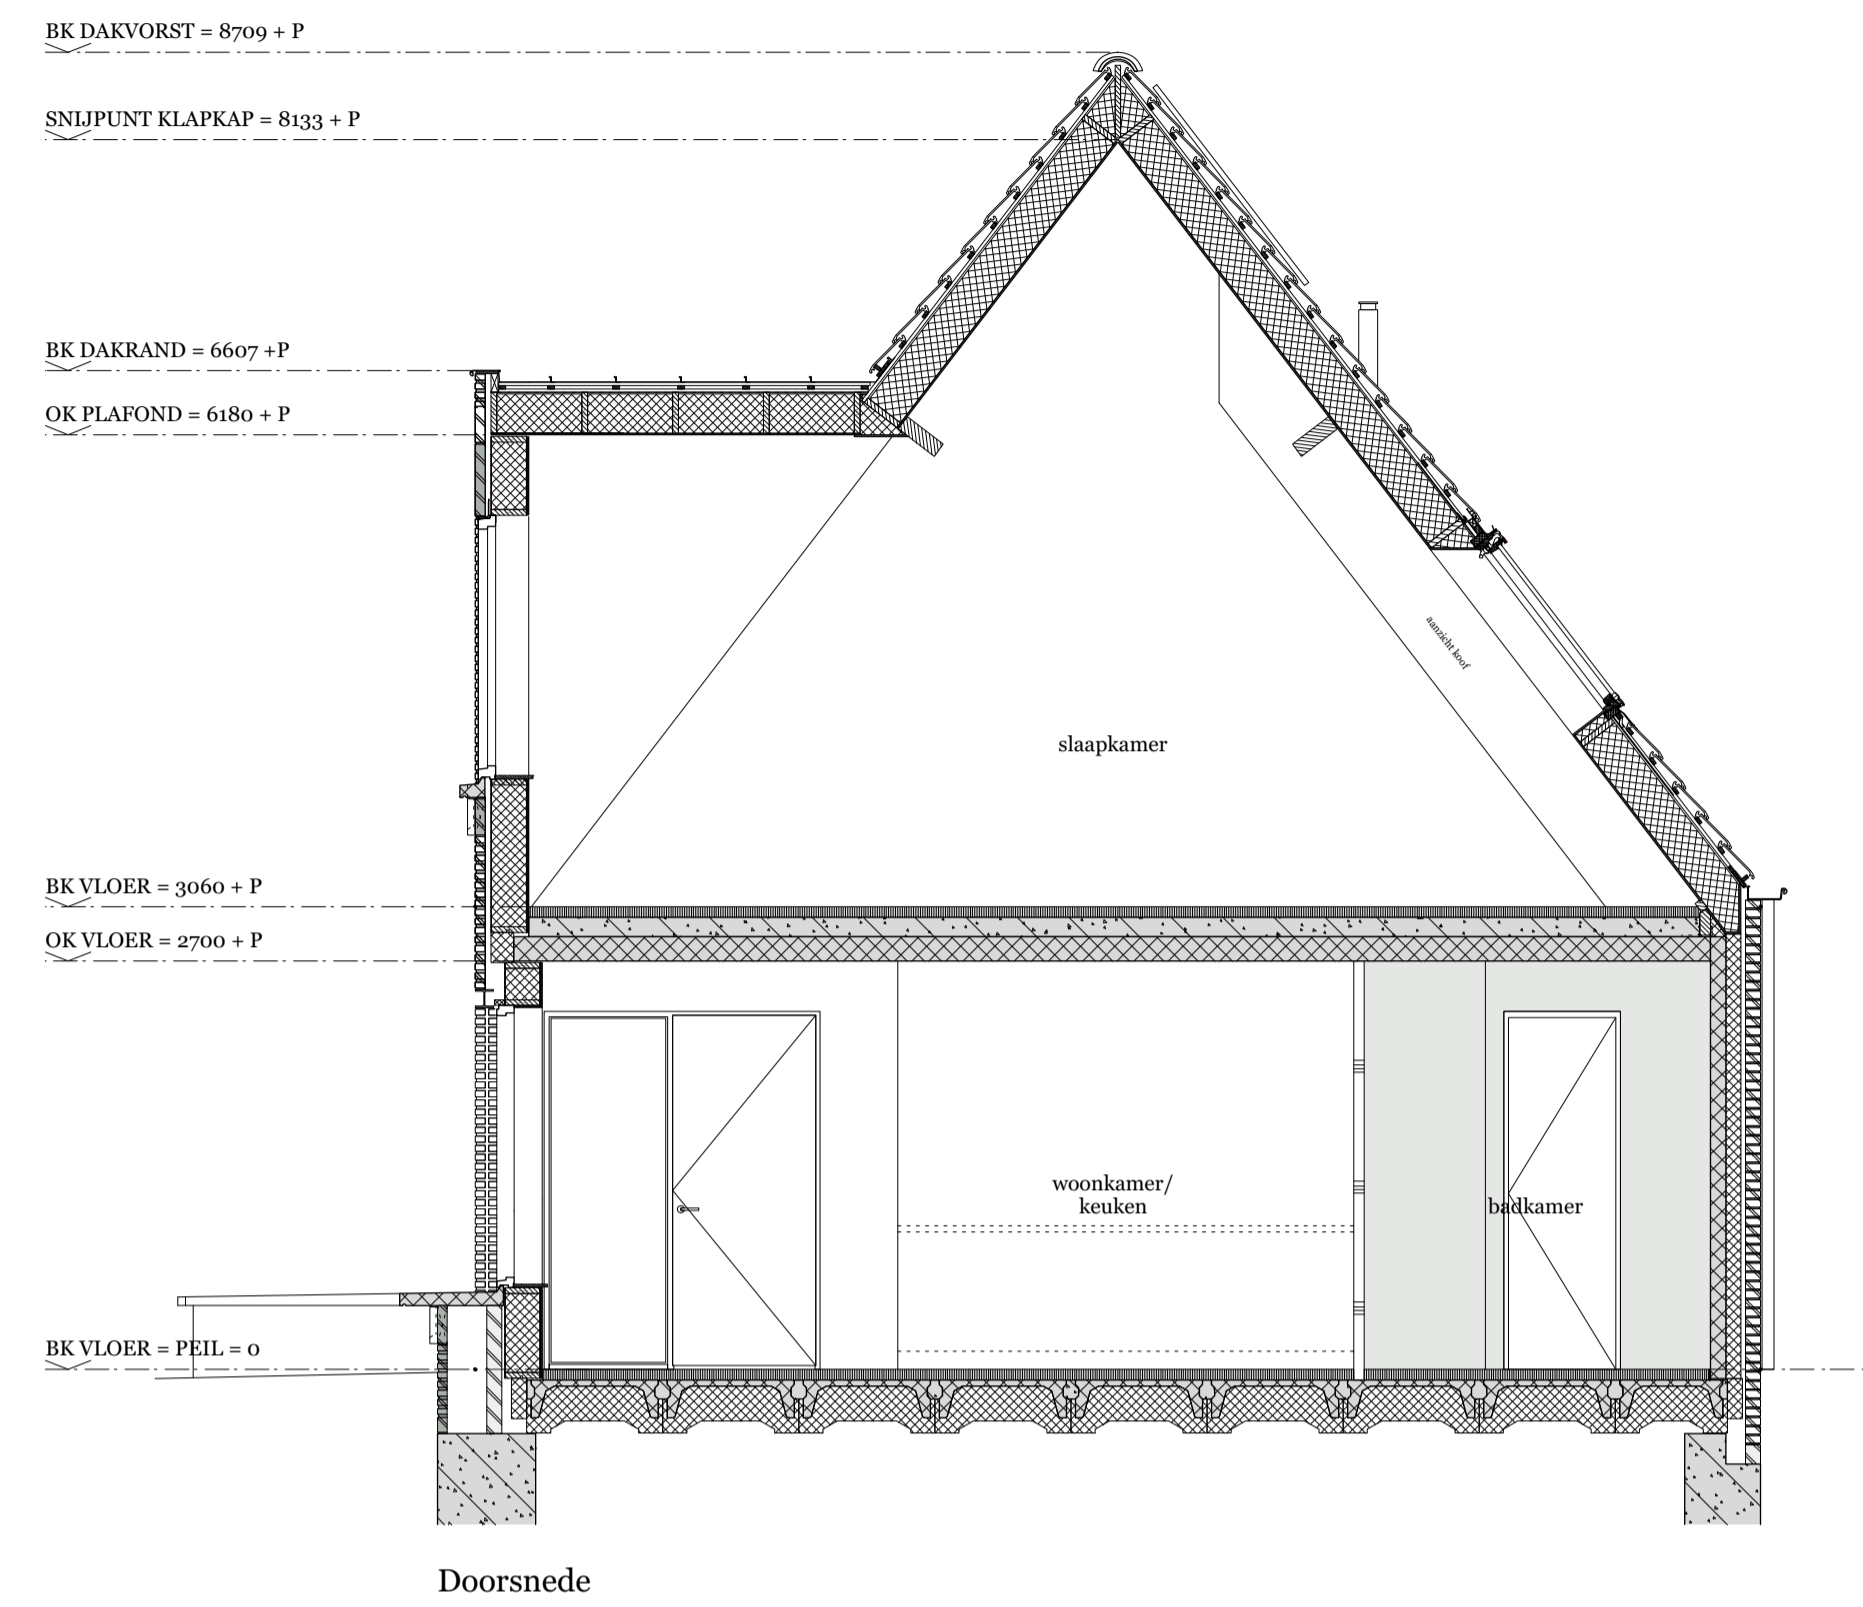 BK DAKVORST = 8709 + P
SNIJPUNT KLAPKAP = 8133 + P
BK DAKRAND = 6607 +P
OK PLAFOND = 6180 + P
aanzicht koof
slaapkamer
BK VLOER = 3060 + P
OK VLOER = 2700 + P
woonkamer/
keuken
badkamer
BK VLOER = PEIL = 0
Doorsnede